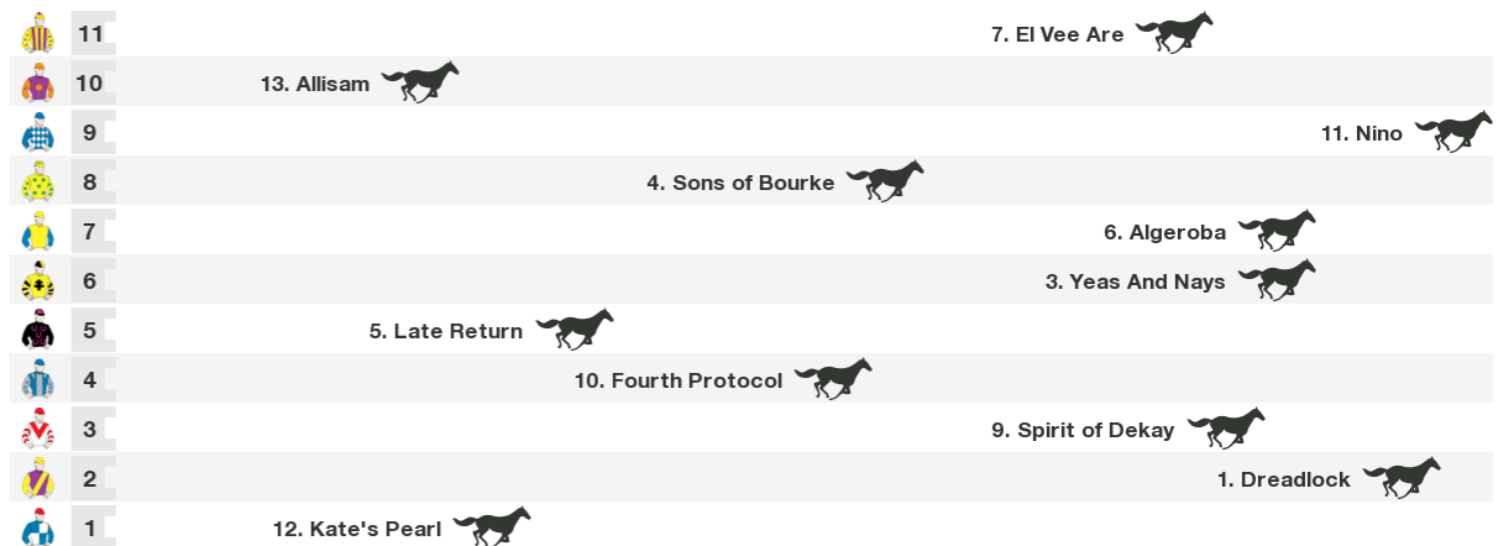 11 7. El Vee Are
10 13. Allisam
9 11. Nino
8 4. Sons of Bourke
7 6. Algeroba
6 3. Yeas And Nays
5 5. Late Return
4 10. Fourth Protocol
3 9. Spirit of Dekay
2 1. Dreadlock
1 12. Kate's Pearl